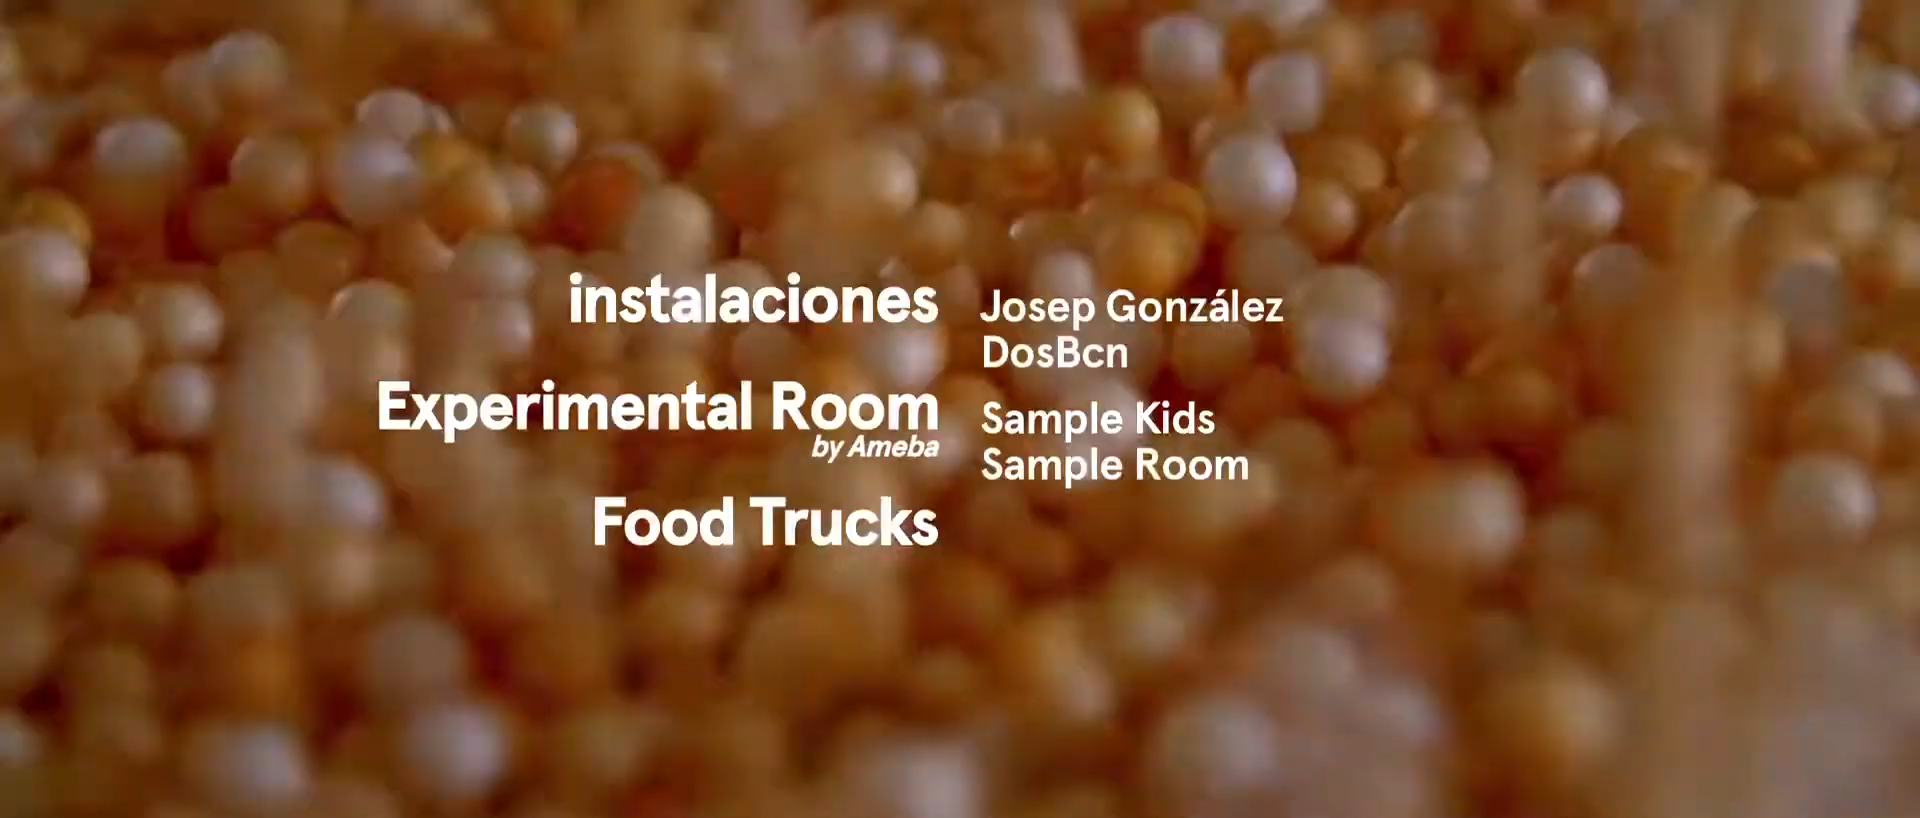 instalaciones
Josep González
DosBcn
Experimental Room
by Ameba
Sample Kids
Sample Room
Food Trucks